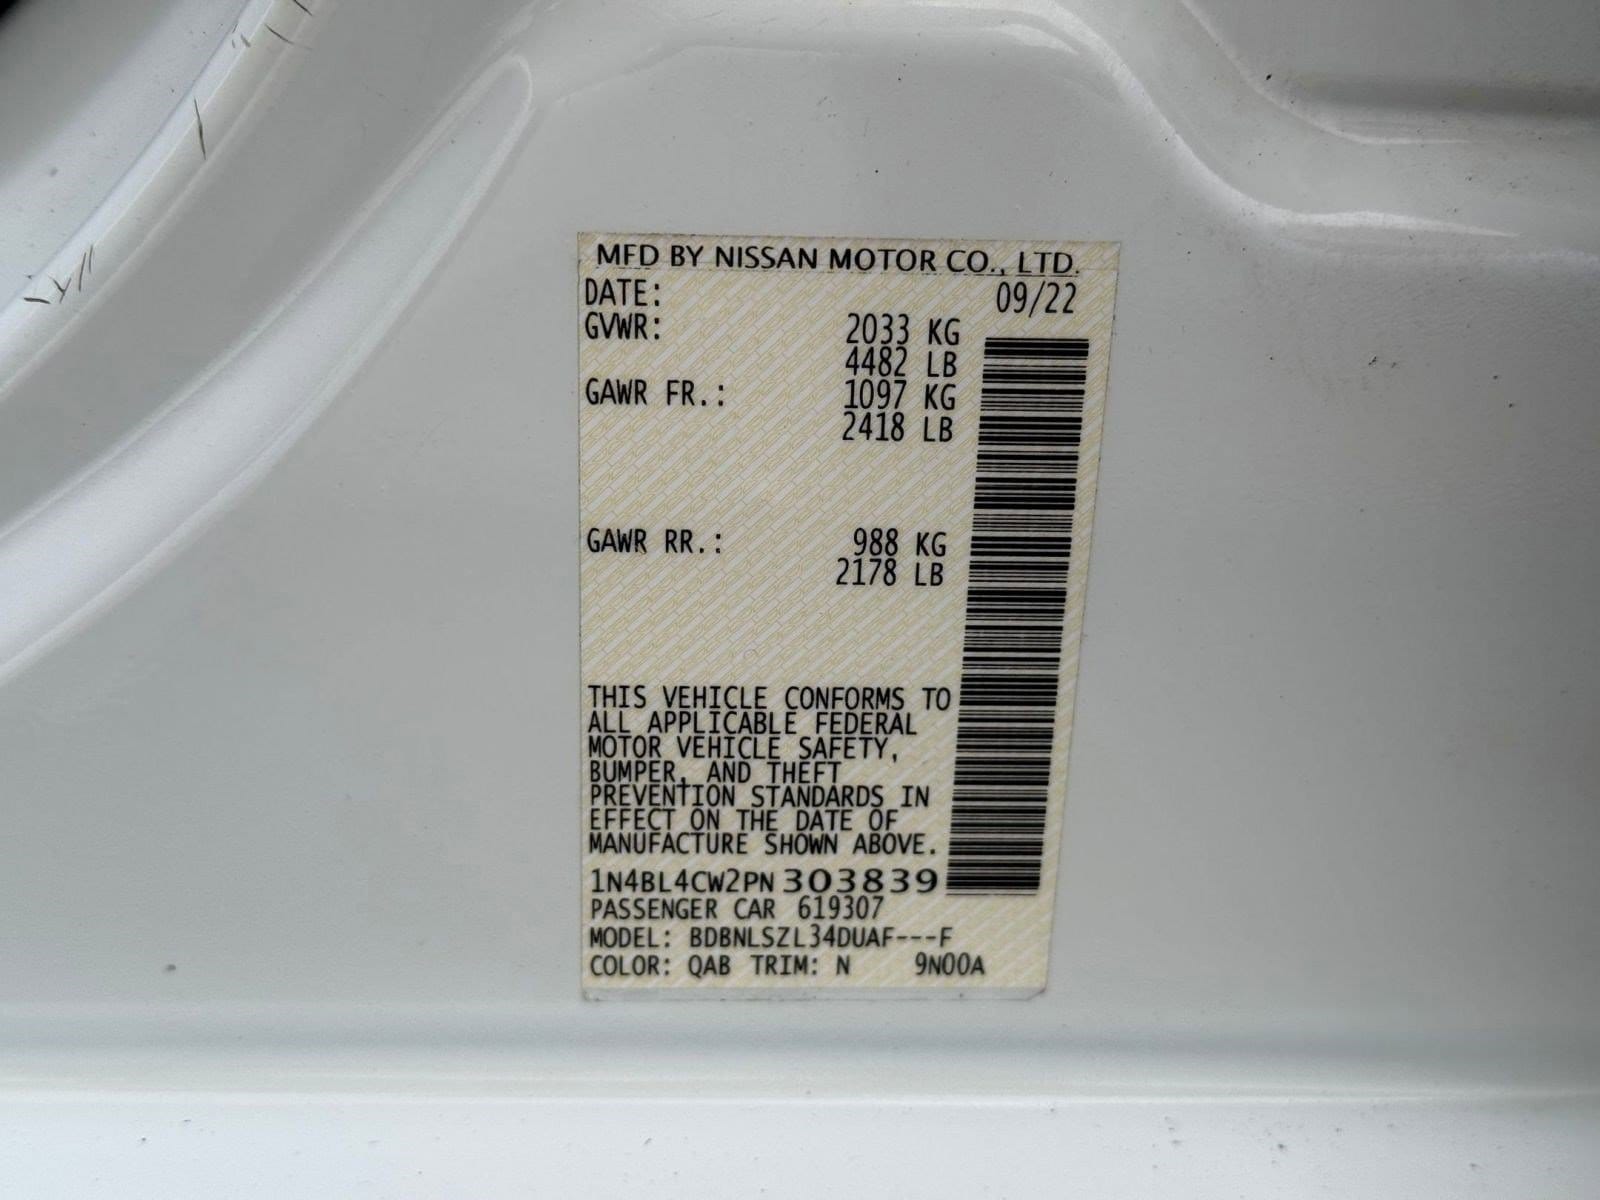 MFD BY NISSAN MOTOR CO., LTD.
DATE: 09/22
GVWR: 2033 KG
4482 LB
GAWR FR.: 1097 KG
2418 LB
GAWR RR.: 988 KG
2178 LB
THIS VEHICLE CONFORMS TO
ALL APPLICABLE FEDERAL
MOTOR VEHICLE SAFETY,
BUMPER, AND THEFT
PREVENTION STANDARDS IN
EFFECT ON THE DATE OF
MANUFACTURE SHOWN ABOVE.
1N4BL4CW2PN303839
PASSENGER CAR 619307
MODEL: BDBNLSZL34DUAF---F
COLOR: QAB TRIM: N 9N00A